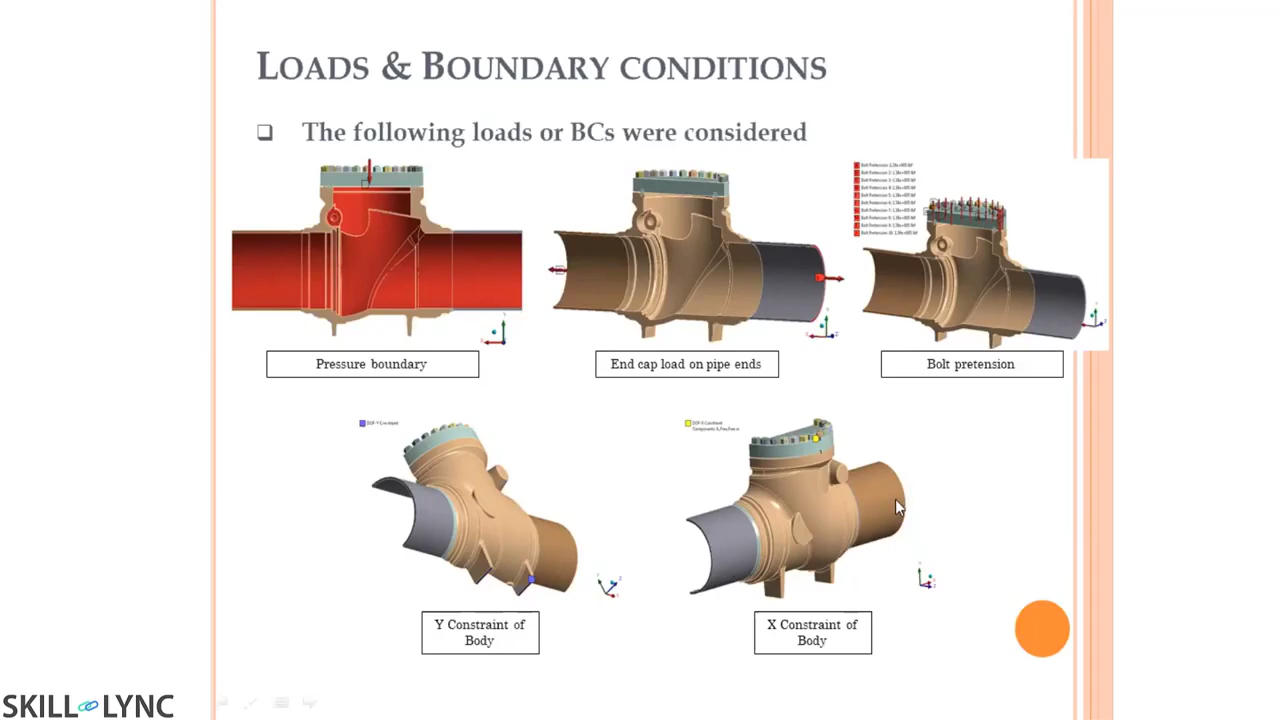 LOADS & BOUNDARY CONDITIONS
The following loads or BCs were considered
Pressure boundary
End cap load on pipe ends
Bolt pretension
Y Constraint of
Body
X Constraint of
Body
SKILL LYNC